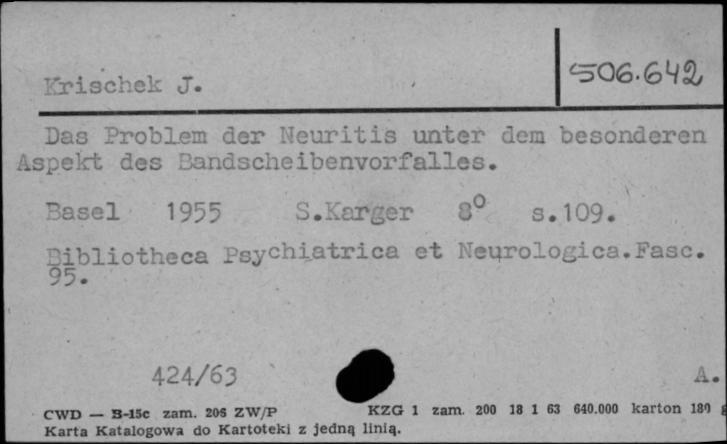 506.642
Krischek J.
Das Problem der Neuritis unter dem besonderen
Aspekt des Bandscheibenvorfalles.
Basel 1955 S.Karger 8° s.109.
Bibliotheca Psychiatrica et Neurologica.Fasc.
95.
424/63 A.
CWD — B-15c zam. 206 ZW/P KZG 1 zam. 200 18 1 63 640.000 karton 180 g
Karta Katalogowa do Kartoteki z jedną linią.